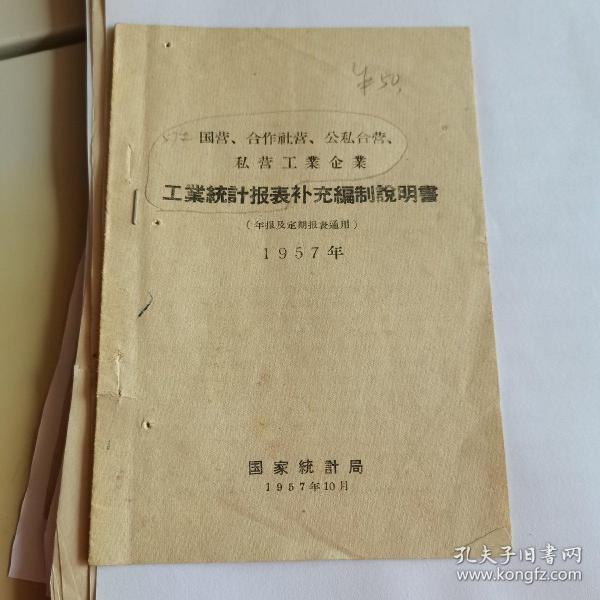 ¥50.
国营、合作社营、公私合营、
私营工業企業
工業統計报表补充編制說明書
(年报及定期报表通用)
1957年
国家統計局
1957年10月
孔夫子旧書网
www.kongfz.com